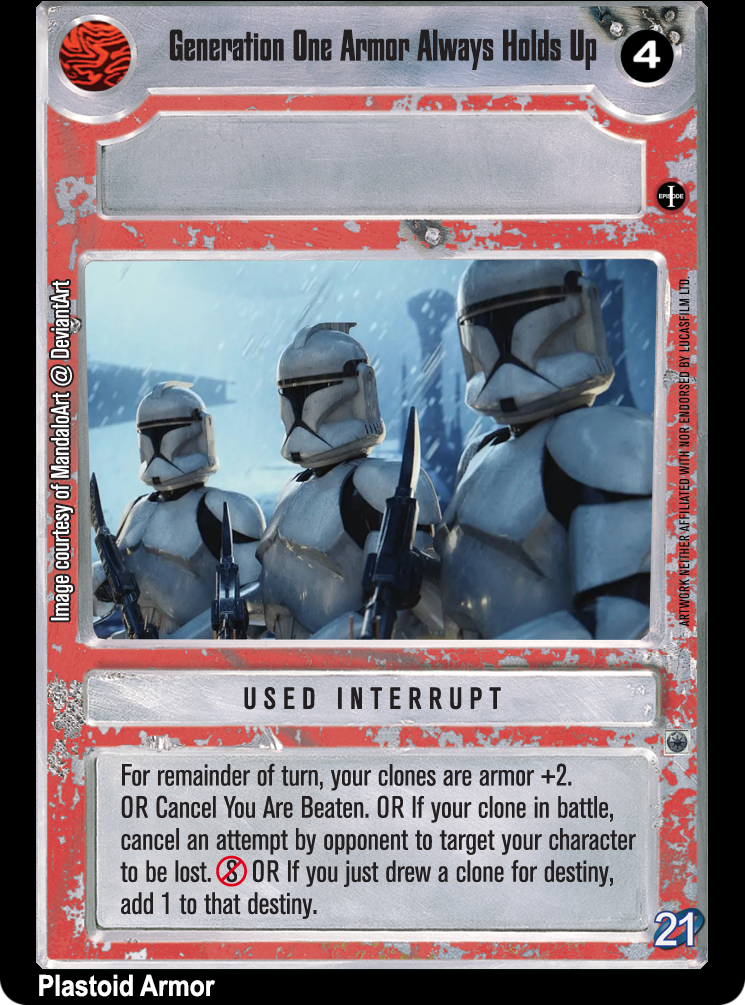 Generation One Armor Always Holds Up
4
EPISODE
I
Image courtesy of MandaloArt @ DeviantArt
ARTWORK NEITHER AFFILIATED WITH NOR ENDORSED BY LUCASFILM LTD.
USED INTERRUPT
For remainder of turn, your clones are armor +2.
OR Cancel You Are Beaten. OR If your clone in battle,
cancel an attempt by opponent to target your character
to be lost. 8 OR If you just drew a clone for destiny,
add 1 to that destiny.
21
Plastoid Armor